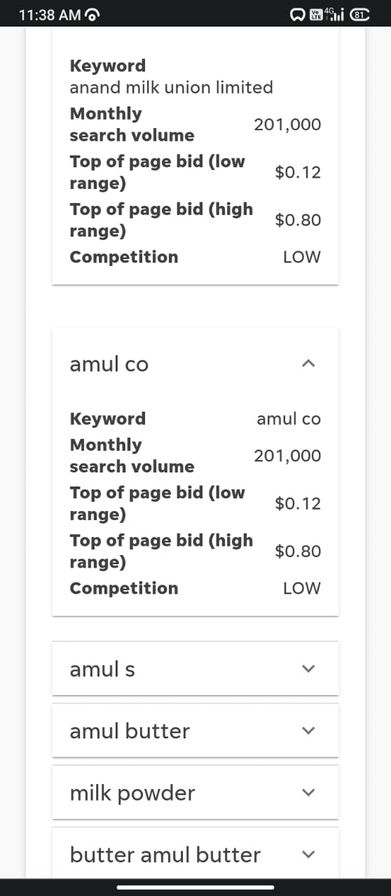 11:38 AM
4G
81
Keyword
anand milk union limited
Monthly
search volume 201,000
Top of page bid (low
range) $0.12
Top of page bid (high
range) $0.80
Competition LOW
amul co
Keyword amul co
Monthly
search volume 201,000
Top of page bid (low
range) $0.12
Top of page bid (high
range) $0.80
Competition LOW
amul s
amul butter
milk powder
butter amul butter